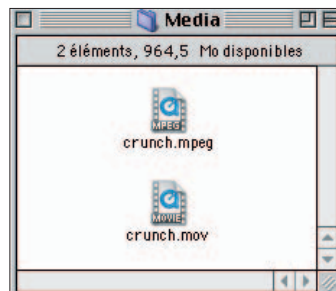 Media
2 éléments, 964,5 Mo disponibles
MPEG
crunch.mpeg
MOVIE
crunch.mov